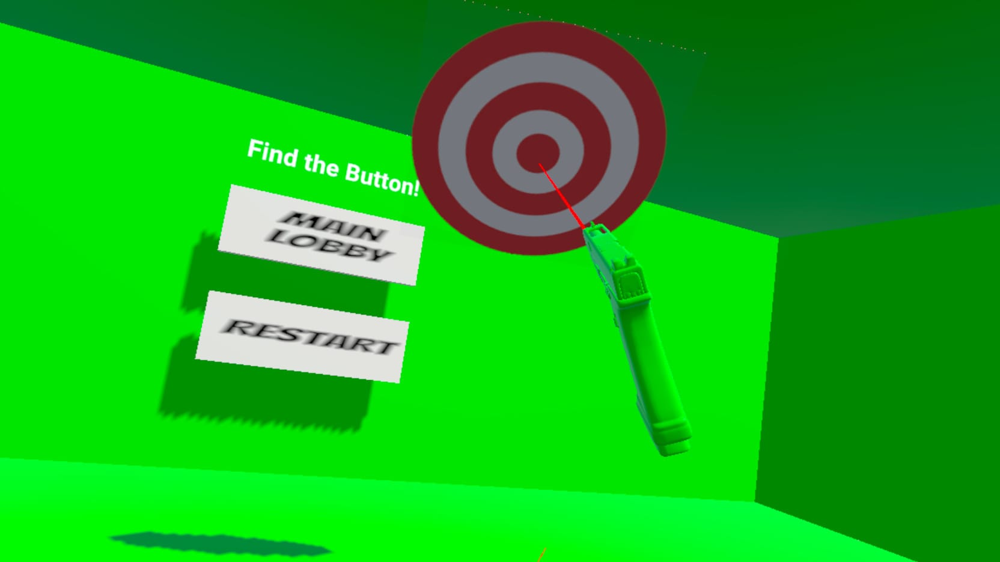 Find the Button!
MAIN
LOBBY
RESTART